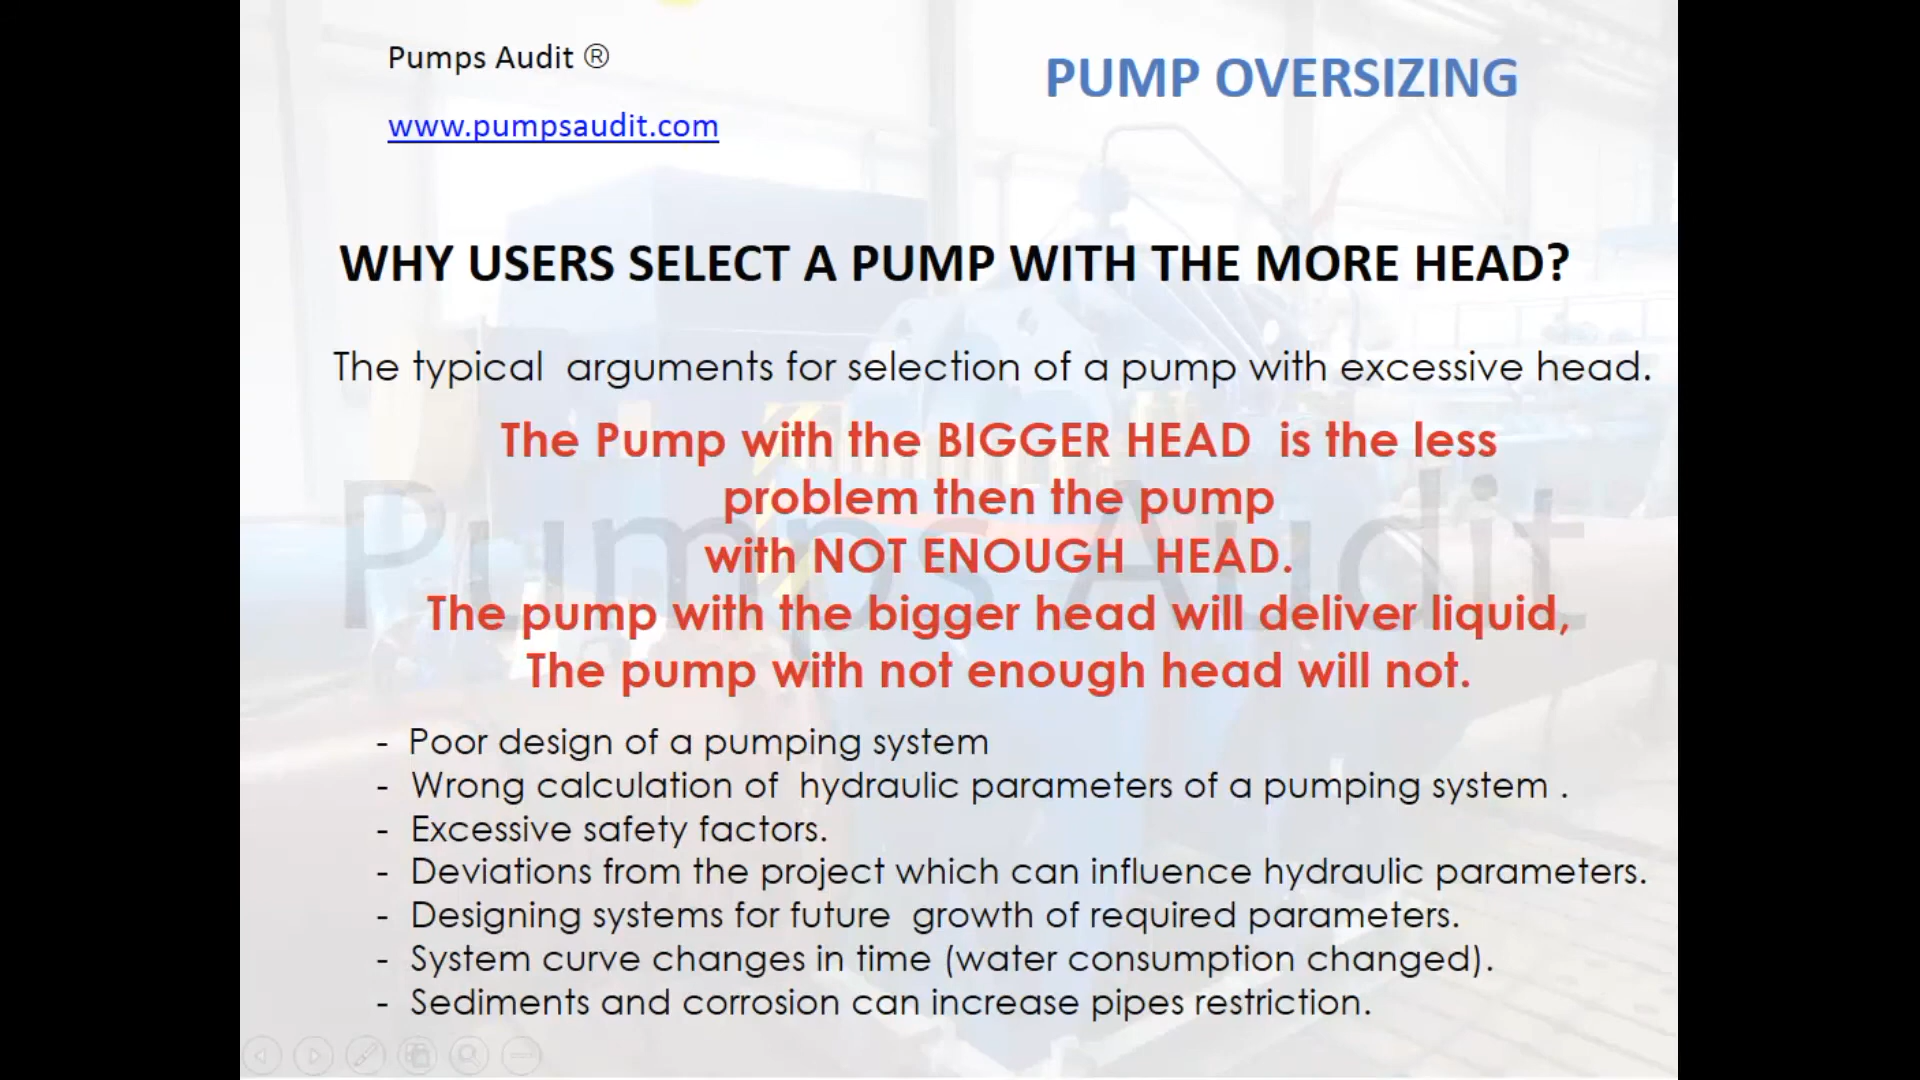 Pumps Audit ®
PUMP OVERSIZING
www.pumpsaudit.com
WHY USERS SELECT A PUMP WITH THE MORE HEAD?
The typical arguments for selection of a pump with excessive head.
The Pump with the BIGGER HEAD is the less
problem then the pump
with NOT ENOUGH HEAD.
The pump with the bigger head will deliver liquid,
The pump with not enough head will not.
- Poor design of a pumping system
- Wrong calculation of hydraulic parameters of a pumping system .
- Excessive safety factors.
- Deviations from the project which can influence hydraulic parameters.
- Designing systems for future growth of required parameters.
- System curve changes in time (water consumption changed).
- Sediments and corrosion can increase pipes restriction.
Pumps Audit